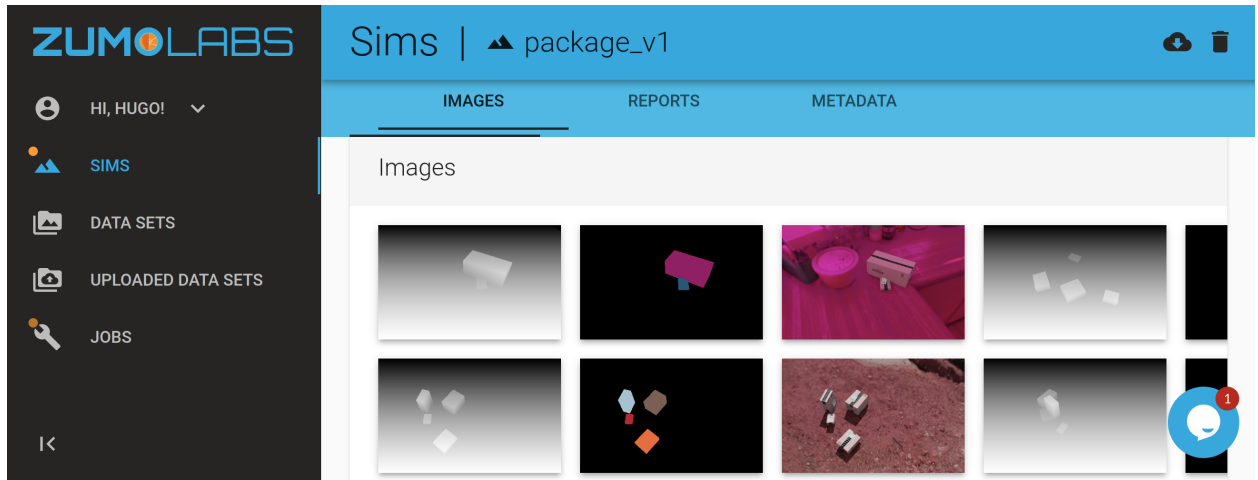 ZUMOLABS
Sims | package_v1
HI, HUGO!
IMAGES REPORTS METADATA
SIMS
Images
DATA SETS
UPLOADED DATA SETS
JOBS
1